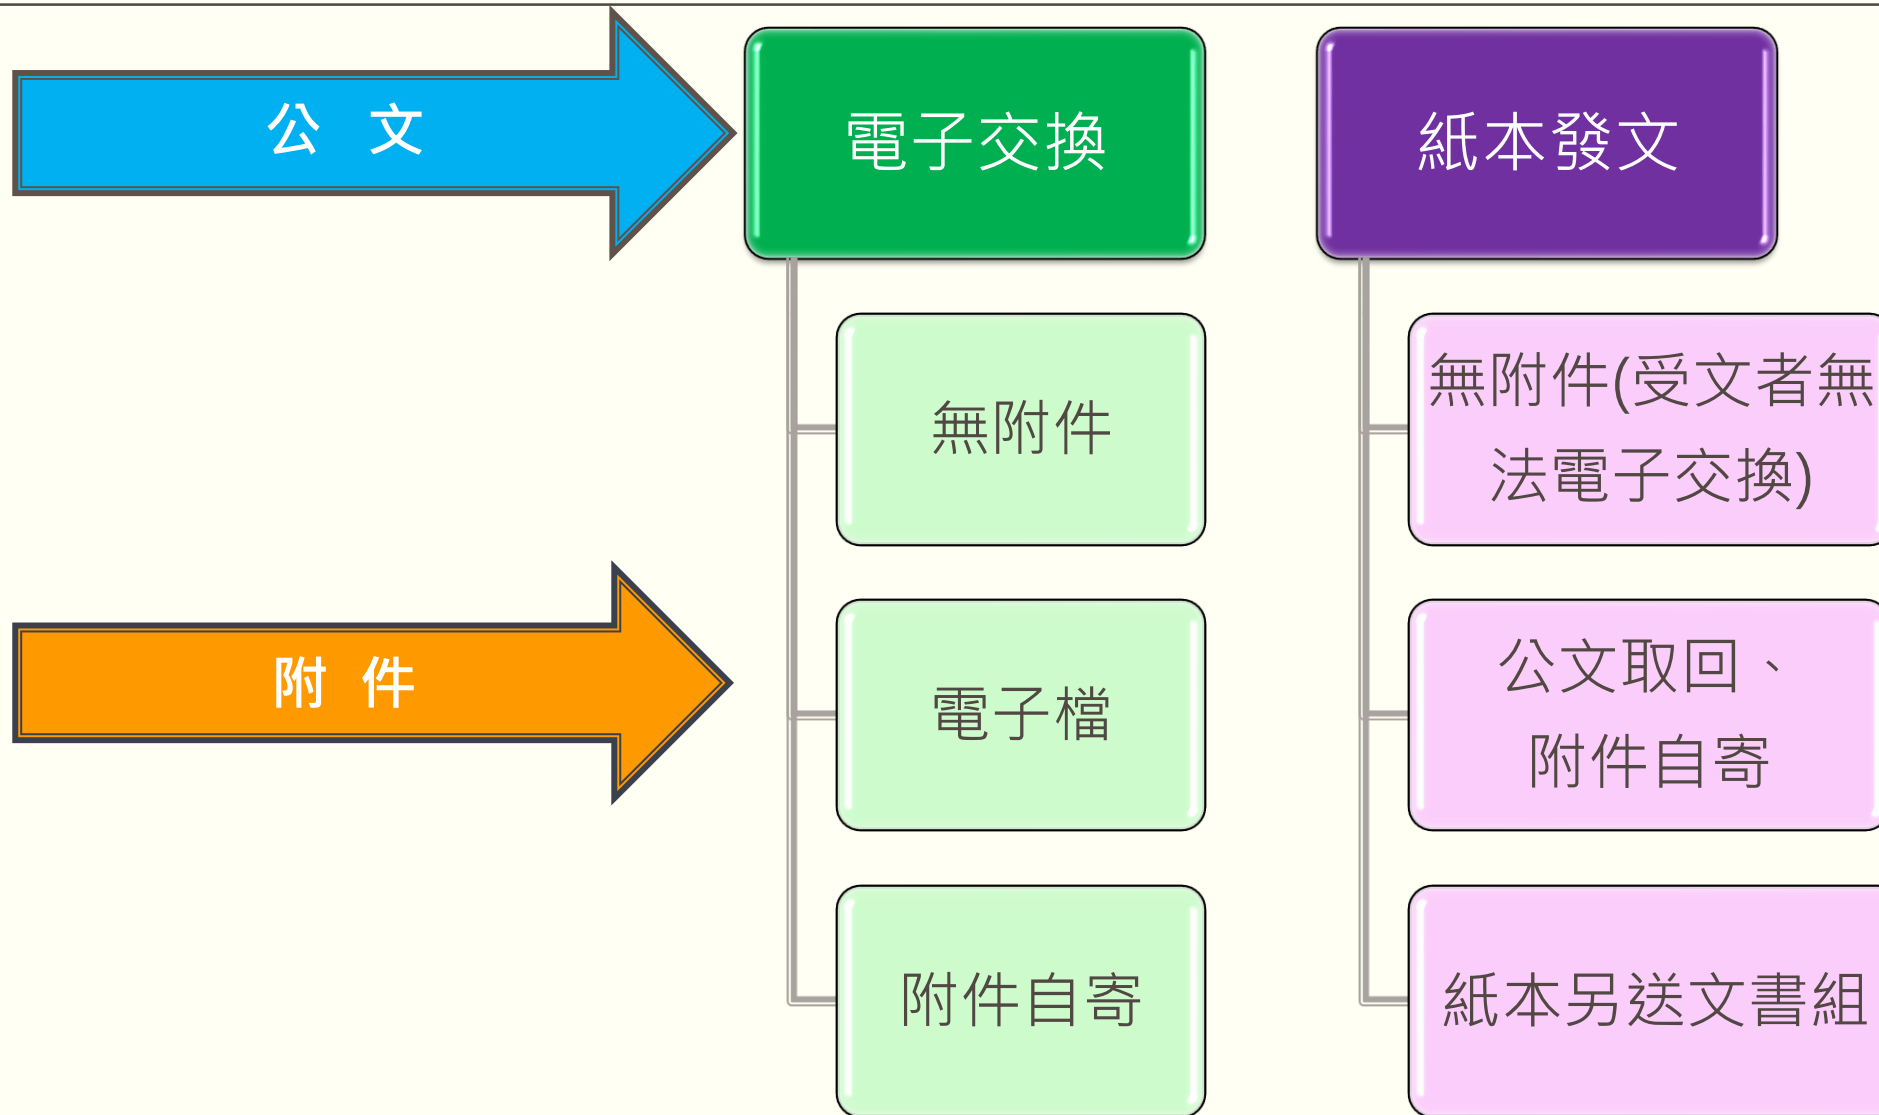 公 文
電子交換
紙本發文
無附件
無附件(受文者無
法電子交換)
附 件
電子檔
公文取回、
附件自寄
附件自寄
紙本另送文書組